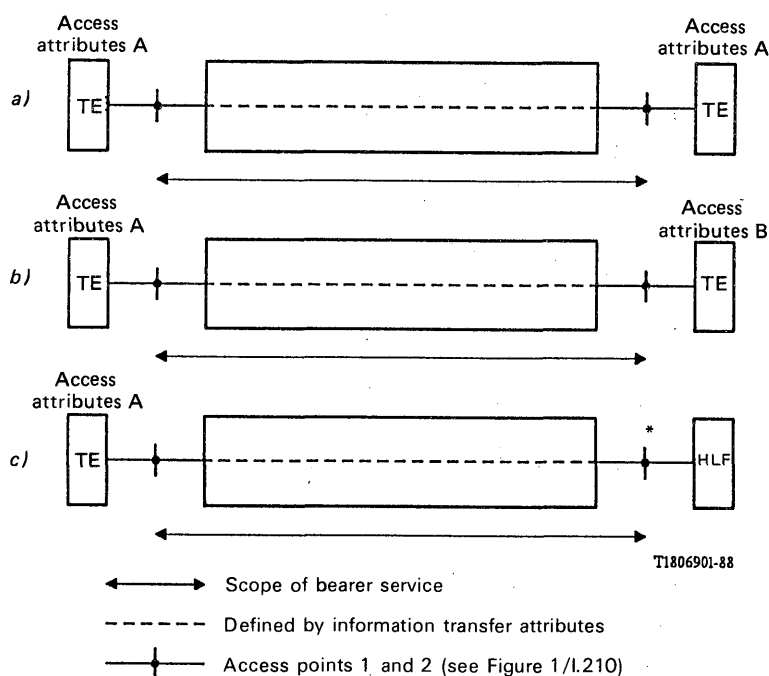 Access
attributes A
Access
attributes A
a)
TE
TE
Access
attributes A
Access
attributes B
b)
TE
TE
Access
attributes A
*
c)
TE
HLF
T1806901-88
Scope of bearer service
Defined by information transfer attributes
Access points 1 and 2 (see Figure 1/I.210)